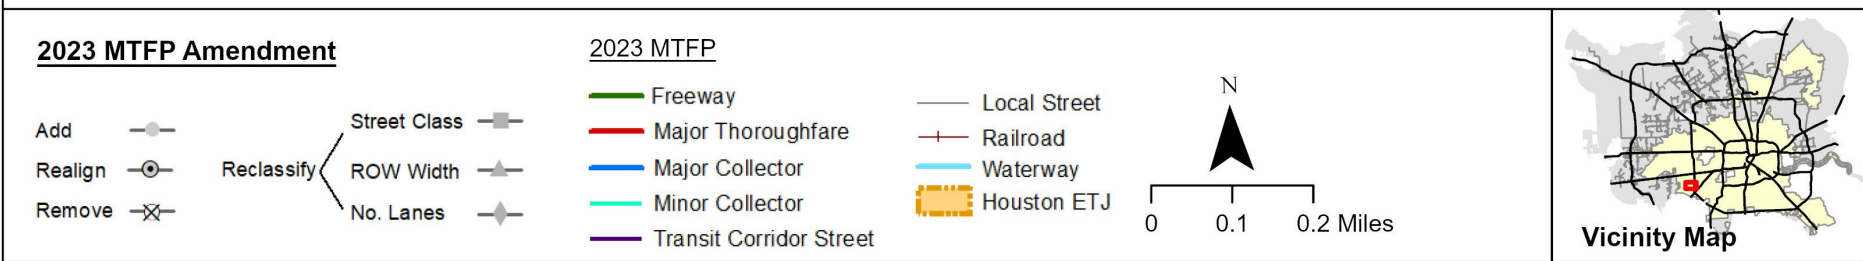 2023 MTFP Amendment
Add
Realign
Remove
Reclassify
Street Class
ROW Width
No. Lanes
2023 MTFP
Freeway
Major Thoroughfare
Major Collector
Minor Collector
Transit Corridor Street
Local Street
Railroad
Waterway
Houston ETJ
N
0 0.1 0.2 Miles
Vicinity Map